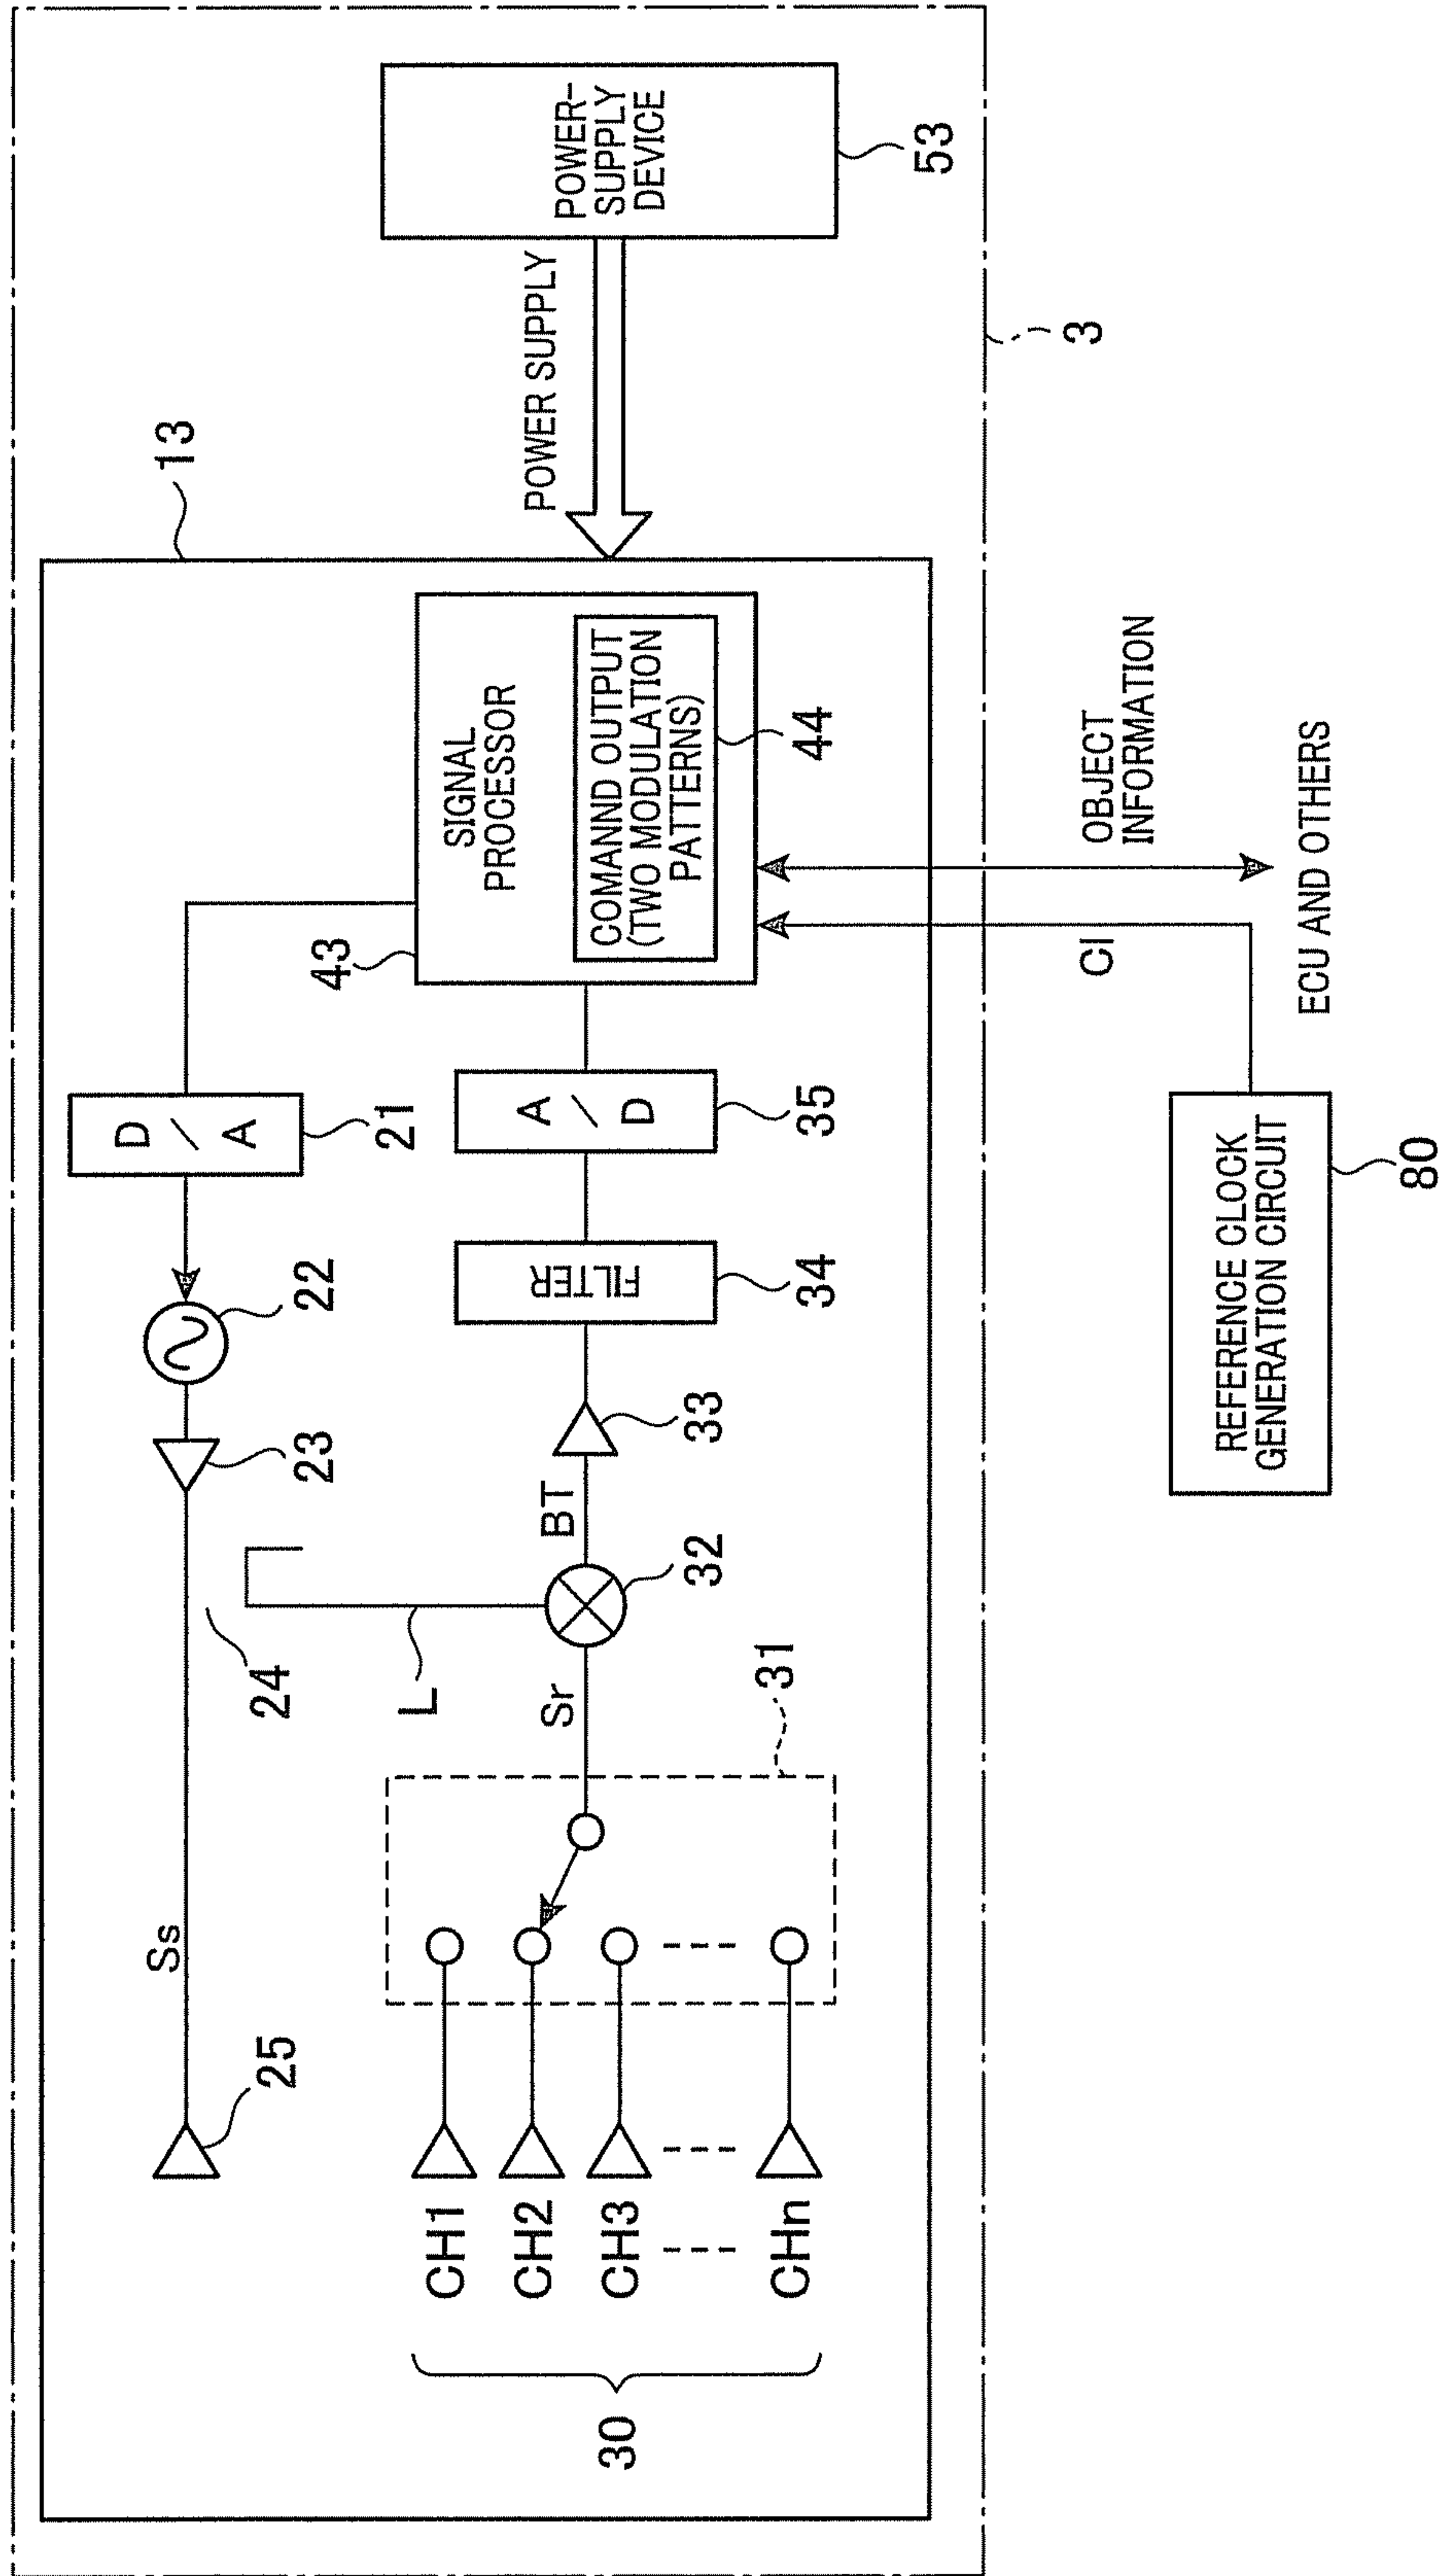 Ss
25
24
23
22
21
D
/
A
13
CH1
CH2
CH3
CHn
30
31
Sr
L
32
BT
33
FILTER
34
A
/
D
35
43
SIGNAL
PROCESSOR
COMAND OUTPUT
(TWO MODULATION
PATTERNS)
44
POWER SUPPLY
POWER-
SUPPLY
DEVICE
53
3
CI
OBJECT
INFORMATION
ECU AND OTHERS
REFERENCE CLOCK
GENERATION CIRCUIT
80